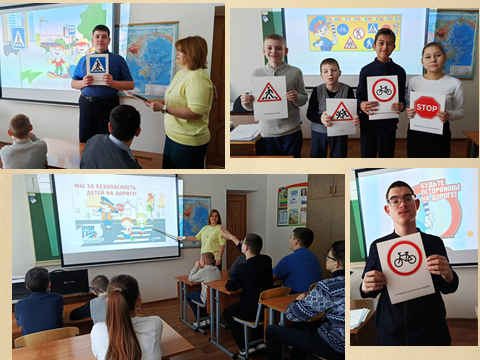 STOP
МЫ ЗА БЕЗОПАСНОСТЬ
ДЕТЕЙ НА ДОРОГЕ!
БУДЬТЕ
ОСТОРОЖНЫ
НА ДОРОГЕ!